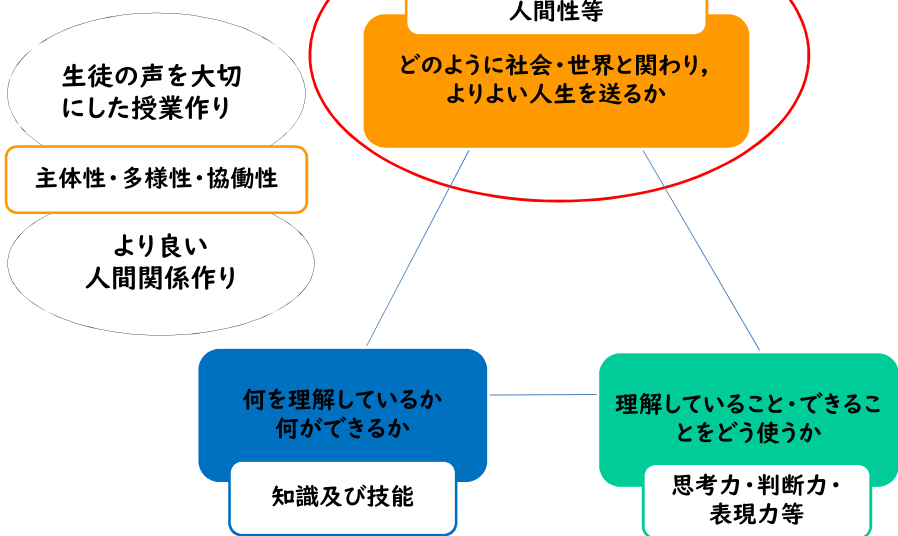 人間性等
どのように社会・世界と関わり，
よりよい人生を送るか
生徒の声を大切
にした授業作り
主体性・多様性・協働性
より良い
人間関係作り
何を理解しているか
何ができるか
知識及び技能
理解していること・できるこ
とをどう使うか
思考力・判断力・
表現力等